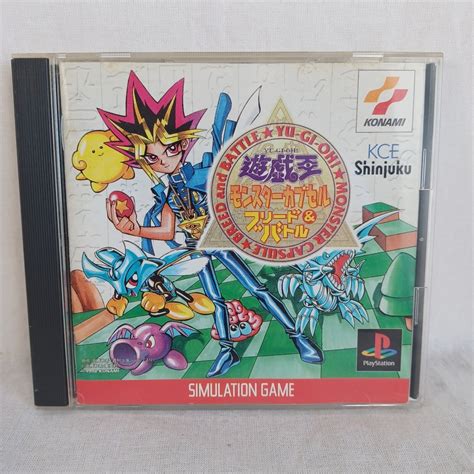 KONAMI
KCE
Shinjuku
BREED and BATTLE★YU-GI-OH!★MONSTER CAPSULE★
YU-GI-OH!
遊戯王
モンスターカプセル
ブリード&
バトル
PlayStation
SIMULATION GAME